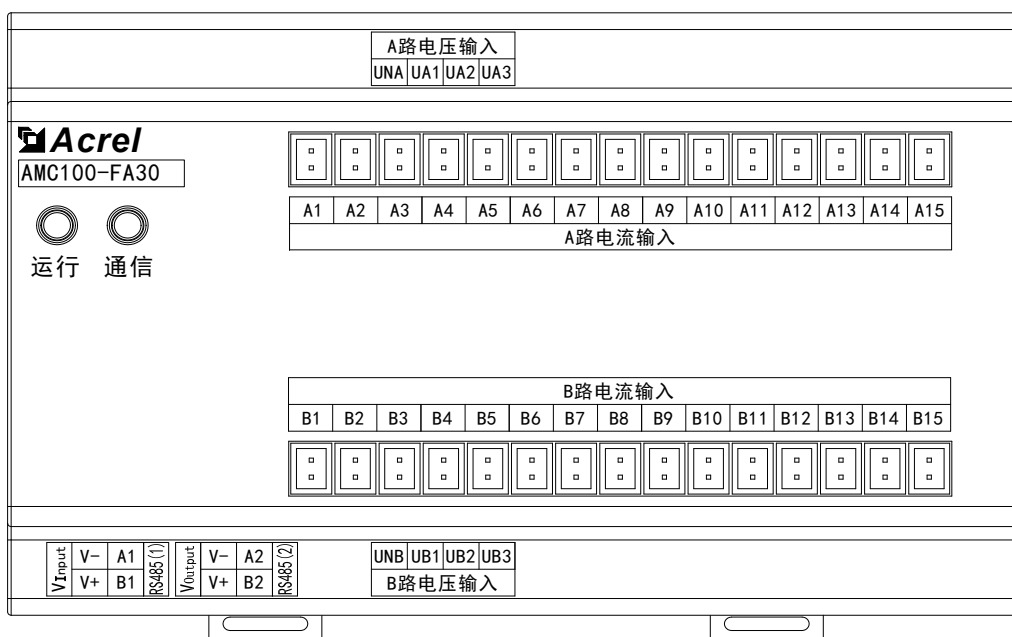 A路电压输入
UNA UA1 UA2 UA3
Acrel
AMC100-FA30
运行 通信
A1 A2 A3 A4 A5 A6 A7 A8 A9 A10 A11 A12 A13 A14 A15
A路电流输入
B路电流输入
B1 B2 B3 B4 B5 B6 B7 B8 B9 B10 B11 B12 B13 B14 B15
VInput V- A1 RS485(1) VOutput V- A2 RS485(2)
V+ B1 V+ B2
UNB UB1 UB2 UB3
B路电压输入